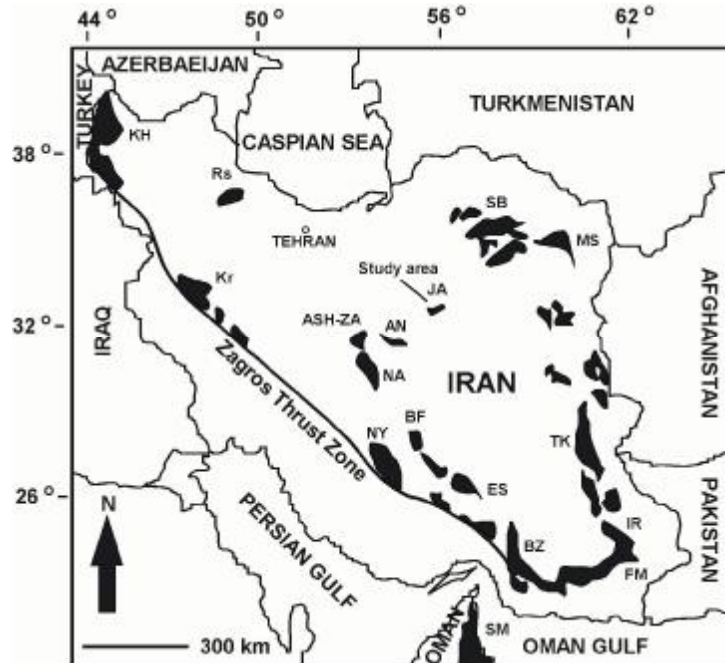 44 o
50 o
56 o
62 o
AZERBAEIJAN
TURKEY
CASPIAN SEA
TURKMENISTAN
KH
38 o
Rs
SB
TEHRAN
MS
Study area
Kr
JA
AFGHANISTAN
32 o
ASH-ZA
AN
IRAQ
NA
IRAN
Zagros Thrust Zone
BF
NY
TK
26 o
ES
PAKISTAN
N
PERSIAN GULF
BZ
IR
FM
300 km
OMAN
SM
OMAN GULF